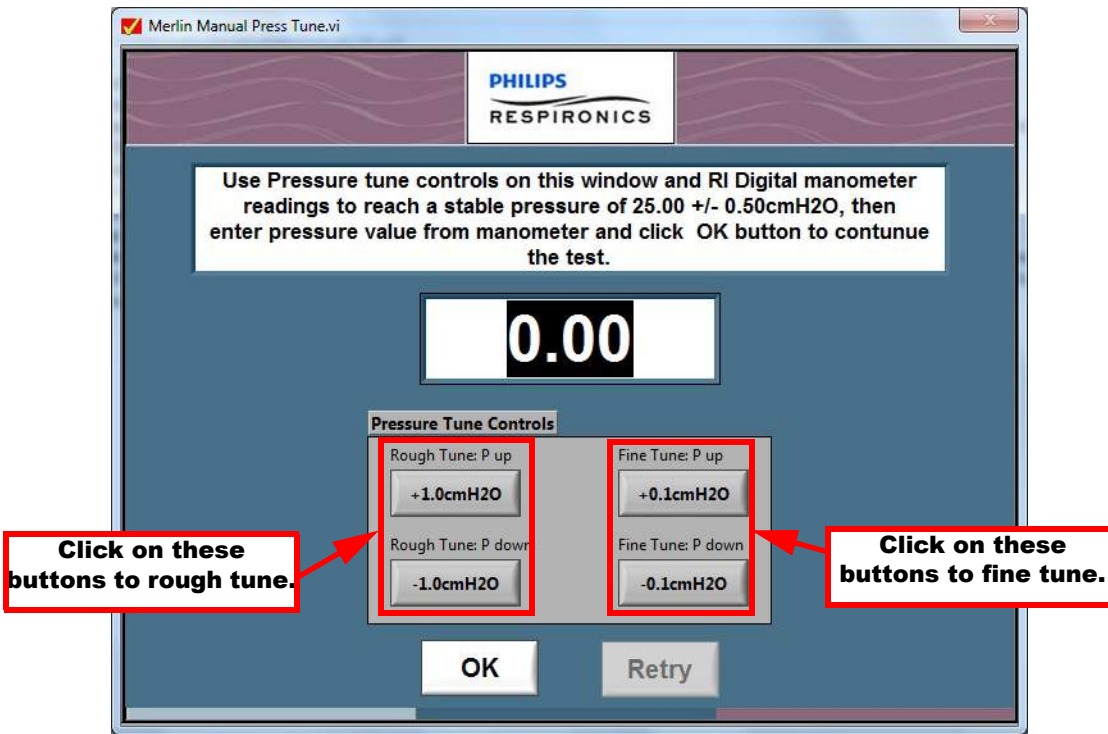 Merlin Manual Press Tune.vi
PHILIPS
RESPIRONICS
Use Pressure tune controls on this window and RI Digital manometer
readings to reach a stable pressure of 25.00 +/- 0.50cmH2O, then
enter pressure value from manometer and click OK button to contunue
the test.
0.00
Pressure Tune Controls
Rough Tune: P up
+1.0cmH2O
Rough Tune: P down
-1.0cmH2O
Fine Tune: P up
+0.1cmH2O
Fine Tune: P down
-0.1cmH2O
Click on these
buttons to rough tune.
Click on these
buttons to fine tune.
OK
Retry